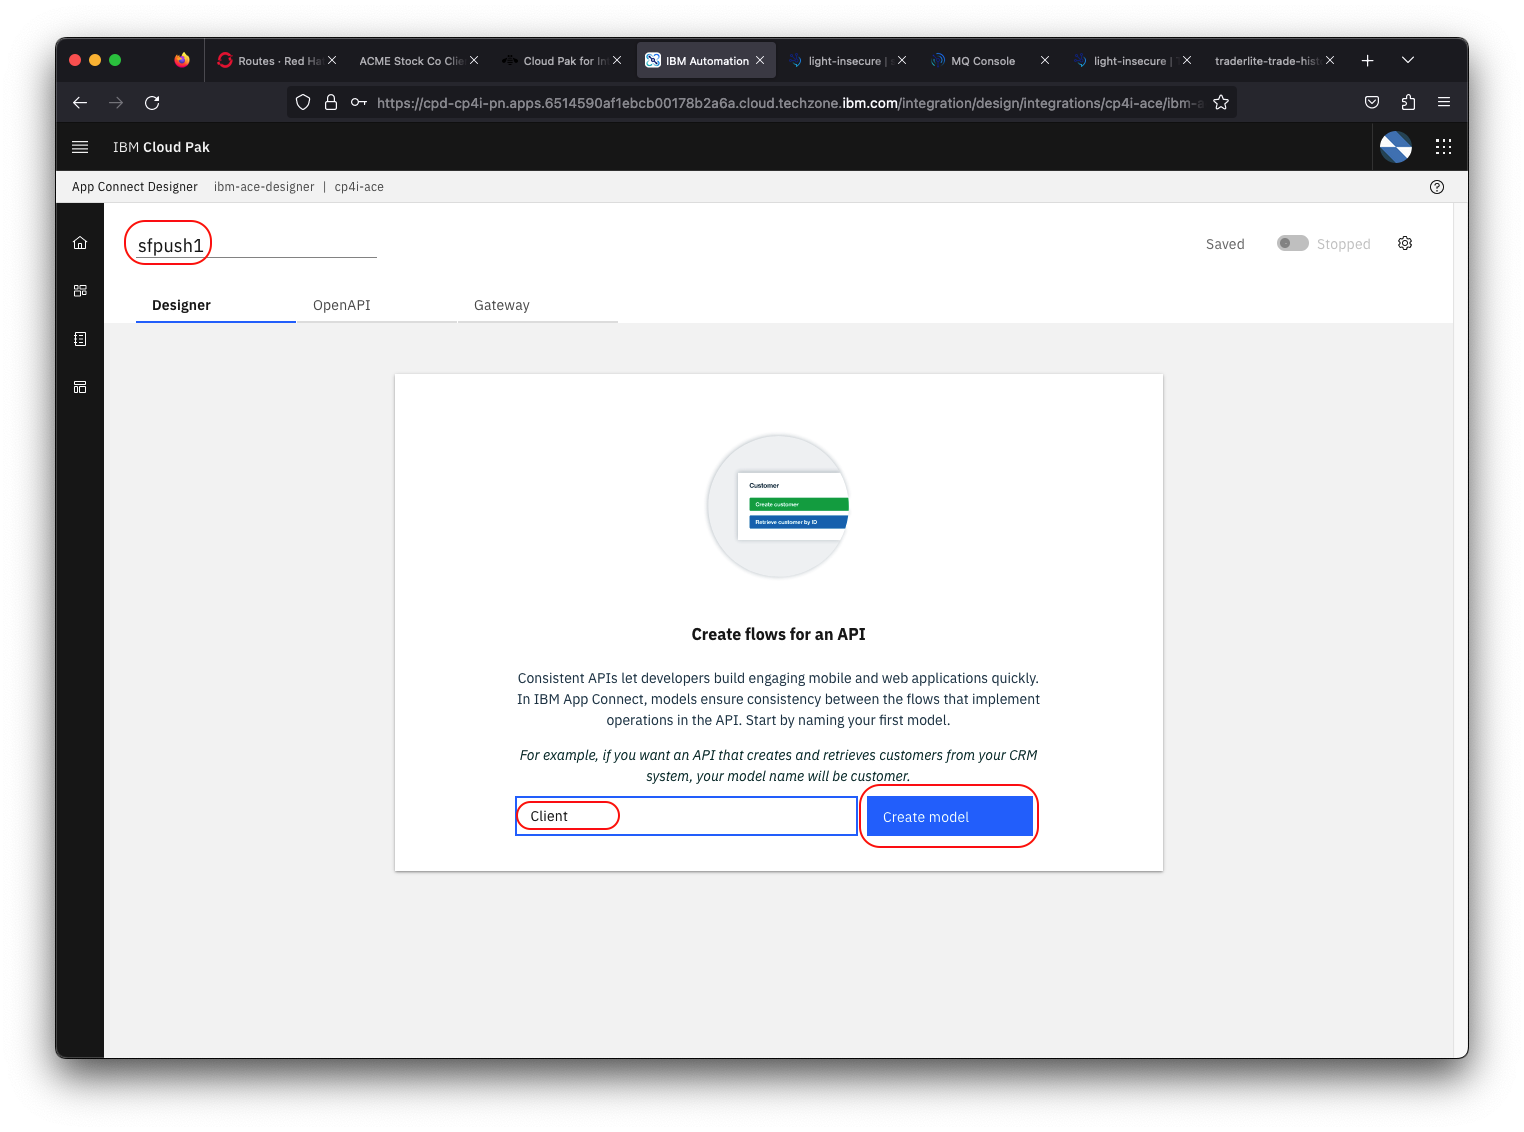 Routes · Red Ha
ACME Stock Co Clie
Cloud Pak for In
IBM Automation
light-insecure |
MQ Console
light-insecure |
traderlite-trade-hist
https://cpd-cp4i-pn.apps.6514590af1ebcb00178b2a6a.cloud.techzone.ibm.com/integration/design/integrations/cp4i-ace/ibm-a
IBM Cloud Pak
App Connect Designer ibm-ace-designer | cp4i-ace
sfpush1
Saved
Stopped
Designer
OpenAPI
Gateway
Customer
Create customer
Retrieve customer by ID
Create flows for an API
Consistent APIs let developers build engaging mobile and web applications quickly.
In IBM App Connect, models ensure consistency between the flows that implement
operations in the API. Start by naming your first model.
For example, if you want an API that creates and retrieves customers from your CRM
system, your model name will be customer.
Client
Create model